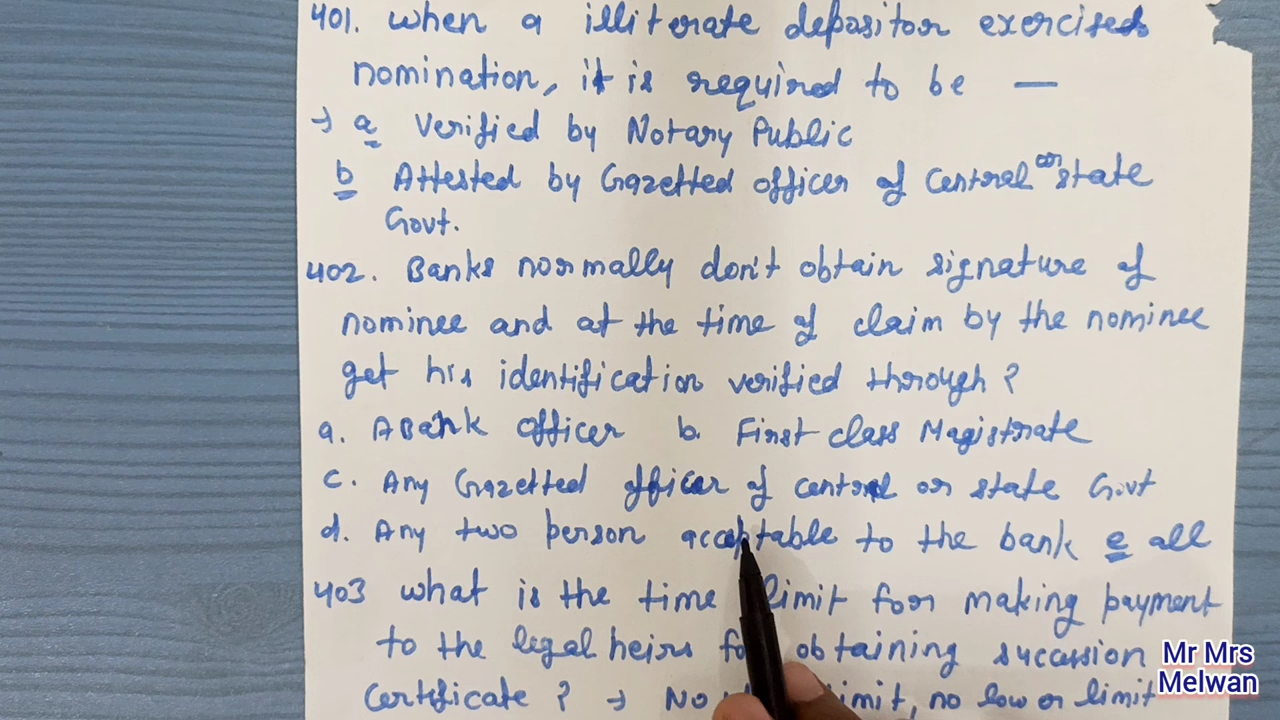 401. When a illiterate depositor exercised
nomination, it is required to be —
→ a Verified by Notary Public
b Attested by Gazetted officer of Central or state
Govt.
402. Banks normally don't obtain signature of
nominee and at the time of claim by the nominee
get his identification verified through?
a. A Bank officer b. First class Magistrate
c. Any Gazetted officer of central or state Govt
d. Any two person acceptable to the bank e all
403 what is the time limit for making payment
to the legal heirs obtaining succession
Certificate? → No limit, no low or limit
Mr Mrs
Melwan